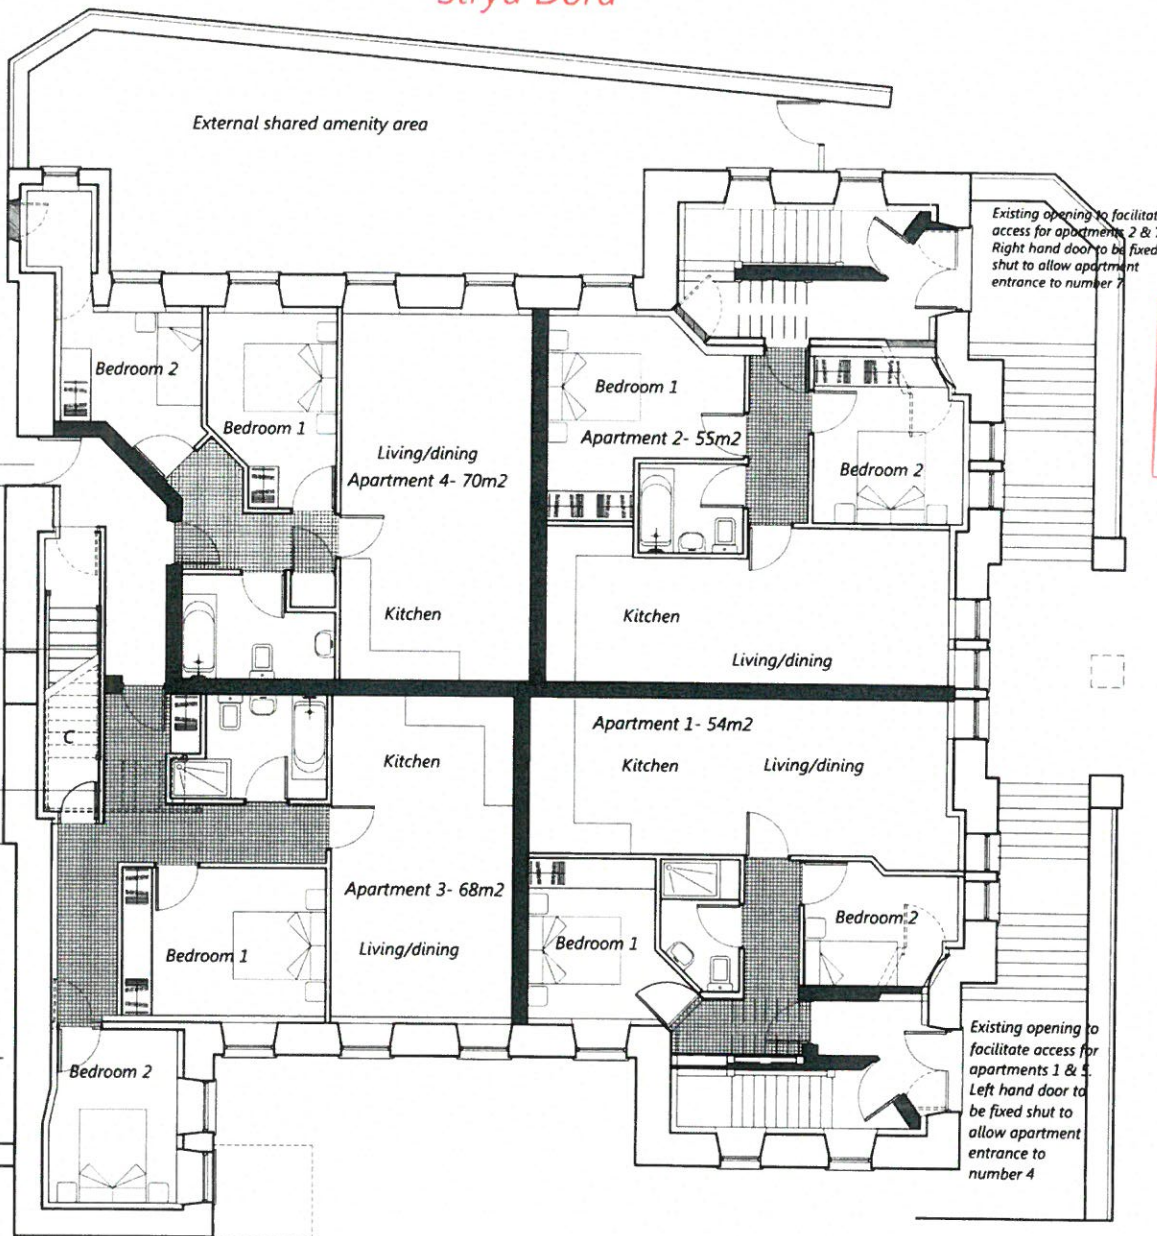 Stryd Dora
External shared amenity area
Existing opening to facilitate
access for apartments 2 & 7
Right hand door to be fixed
shut to allow apartment
entrance to number 7
Bedroom 2
Bedroom 1
Living/dining
Apartment 4- 70m2
Kitchen
Bedroom 1
Apartment 2- 55m2
Bedroom 2
Kitchen
Living/dining
Apartment 1- 54m2
Kitchen
Living/dining
C
Kitchen
Apartment 3- 68m2
Living/dining
Bedroom 1
Bedroom 2
Bedroom 1
Bedroom 2
Existing opening to
facilitate access for
apartments 1 & 5.
Left hand door to
be fixed shut to
allow apartment
entrance to
number 4